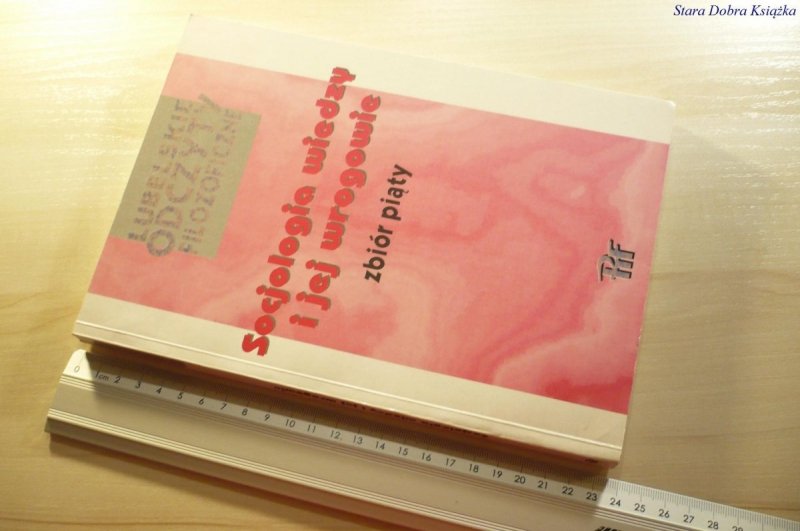 Stara Dobra Książka
LUBELSKIE
ODCZYTY
FILOZOFICZNE
Socjologia wiedzy
i jej wrogowie
zbiór piąty
PTF
0 1cm 2 3 4 5 6 7 8 9 10 11 12 13 14 15 16 17 18 19 20 21 22 23 24 25 26 27 28 29